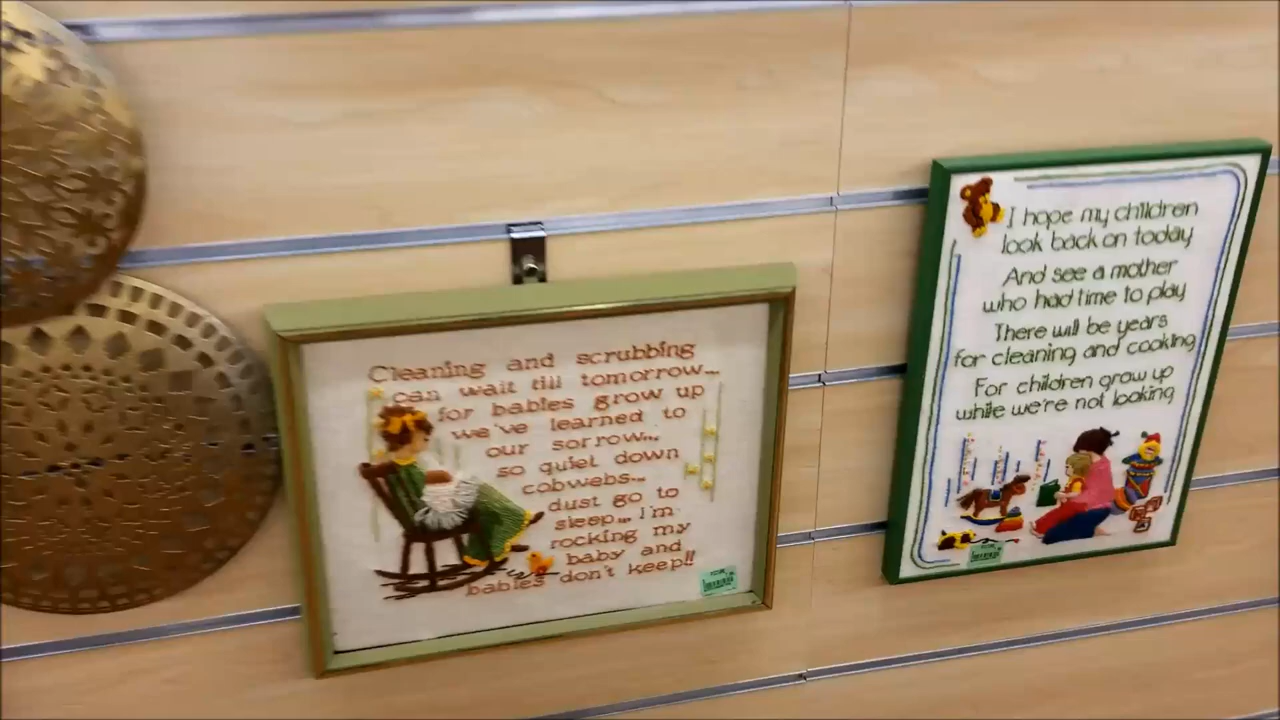 Cleaning and scrubbing
can wait till tomorrow...
for babies grow up
we've learned to
our sorrow...
so quiet down
cobwebs...
dust go to
sleep... I'm
rocking my
baby and
babies don't keep!!
I hope my children
look back on today
And see a mother
who had time to play
There will be years
for cleaning and cooking
For children grow up
while we're not looking